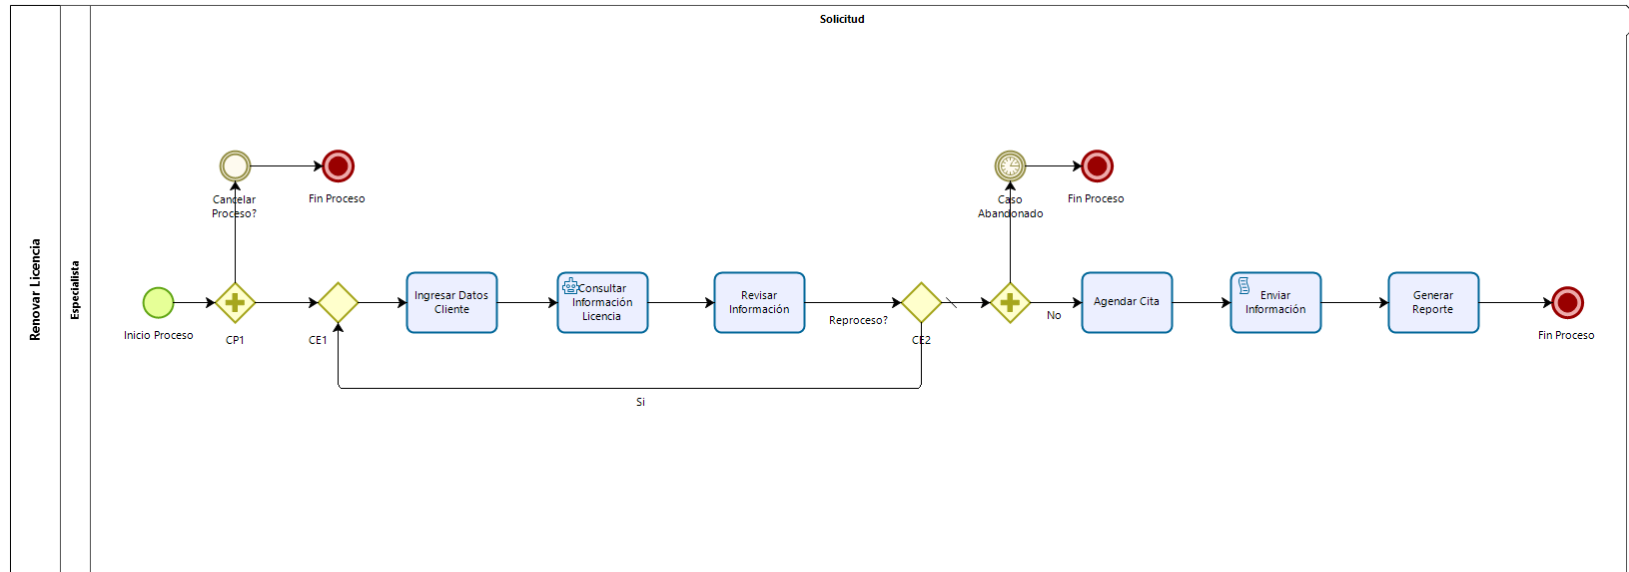 Solicitud
Renovar Licencia
Especialista
Cancelar
Proceso?
Fin Proceso
Caso
Abandonado
Fin Proceso
Inicio Proceso
CP1
CE1
Ingresar Datos
Cliente
Consultar
Información
Licencia
Revisar
Información
Reproceso?
CE2
No
Agendar Cita
Enviar
Información
Generar
Reporte
Fin Proceso
Si